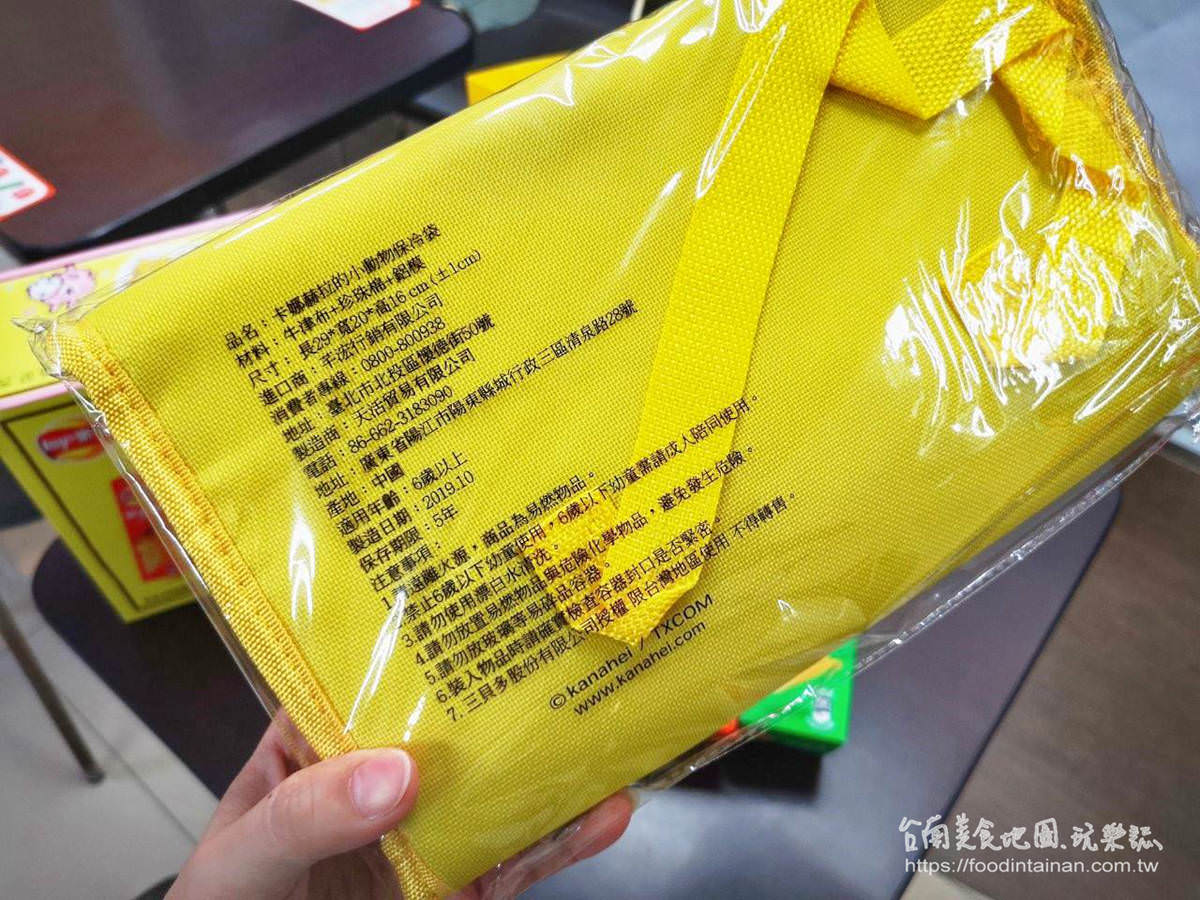 品名：卡娜赫拉的小動物保冷袋
材料：牛津布+珍珠棉+鋁模
尺寸：長29*寬20*高16cm(±1cm)
進口商：羊浤行銷有限公司
消費者專線：0800-800938
地址：臺北市北投區懷德街50號
製造商：天活貿易有限公司
電話：86-662-3183090
地址：廣東省陽江市陽東縣城行政三區清泉路28號
產地：中國
適用年齡：6歲以上
製造日期：2019.10
保存期限：5年
注意事項：
1.請遠離火源，商品為易燃物品。
禁止6歲以下幼童使用，6歲以下幼童需請成人陪同使用。
3.請勿使用漂白水清洗。
4.請勿放置易燃物品與危險化學物品，避免發生危險。
5.請勿放玻璃等易碎品容器。
6.裝入物品時請確實檢查容器封口是否緊密。
7.三貝多股份有限公司授權 限台灣地區使用 不得轉售。
©kanahei / TXCOM
www.kanahei.com
台南美食地圖.玩樂誌
https://foodintainan.com.tw